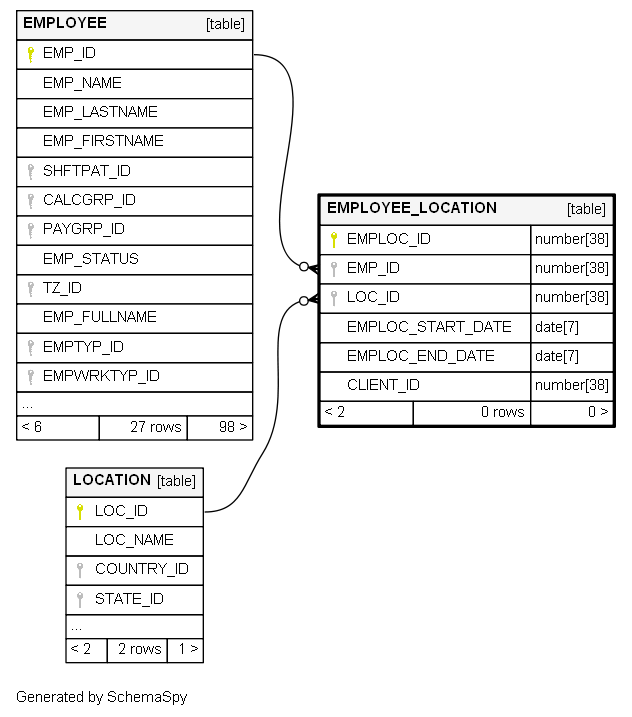 EMPLOYEE [table]
EMP_ID
EMP_NAME
EMP_LASTNAME
EMP_FIRSTNAME
SHFTPAT_ID
CALCGRP_ID
PAYGRP_ID
EMP_STATUS
TZ_ID
EMP_FULLNAME
EMPTYP_ID
EMPWRKTYP_ID
...
< 6 27 rows 98 >
EMPLOYEE_LOCATION [table]
EMPLOC_ID number[38]
EMP_ID number[38]
LOC_ID number[38]
EMPLOC_START_DATE date[7]
EMPLOC_END_DATE date[7]
CLIENT_ID number[38]
< 2 0 rows 0 >
LOCATION [table]
LOC_ID
LOC_NAME
COUNTRY_ID
STATE_ID
...
< 2 2 rows 1 >
Generated by SchemaSpy